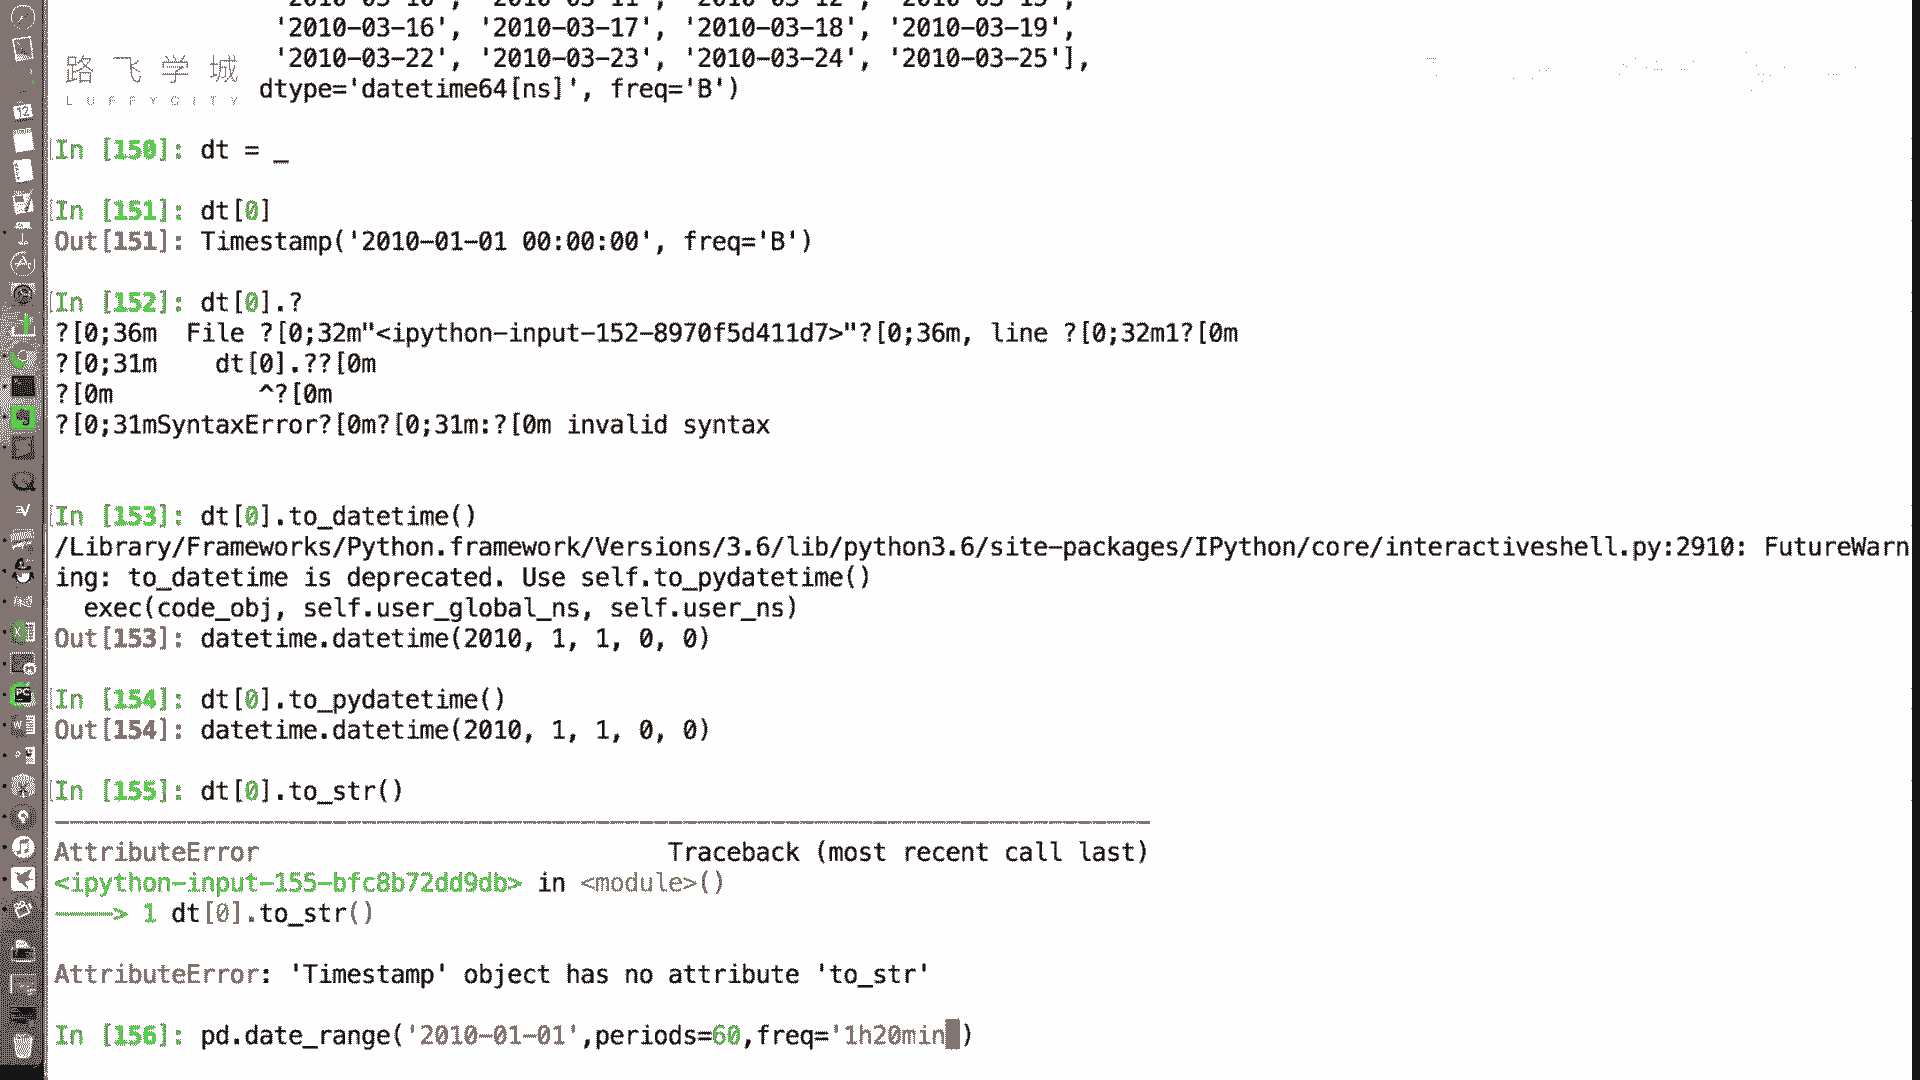 '2010-03-16', '2010-03-17', '2010-03-18', '2010-03-19',
'2010-03-22', '2010-03-23', '2010-03-24', '2010-03-25'],
路飞学城
LUFFYCITY
dtype='datetime64[ns]', freq='B')
In [150]: dt = _
In [151]: dt[0]
Out[151]: Timestamp('2010-01-01 00:00:00', freq='B')
In [152]: dt[0].?
?[0;36m  File ?[0;32m"<ipython-input-152-8970f5d411d7>"?[0;36m, line ?[0;32m1?[0m
?[0;31m    dt[0].??[0m
?[0m          ^?[0m
?[0;31mSyntaxError?[0m?[0;31m:?[0m invalid syntax
In [153]: dt[0].to_datetime()
/Library/Frameworks/Python.framework/Versions/3.6/lib/python3.6/site-packages/IPython/core/interactiveshell.py:2910: FutureWarn
ing: to_datetime is deprecated. Use self.to_pydatetime()
exec(code_obj, self.user_global_ns, self.user_ns)
Out[153]: datetime.datetime(2010, 1, 1, 0, 0)
In [154]: dt[0].to_pydatetime()
Out[154]: datetime.datetime(2010, 1, 1, 0, 0)
In [155]: dt[0].to_str()
---------------------------------------------------------------------------
AttributeError                            Traceback (most recent call last)
<ipython-input-155-bfc8b72dd9db> in <module>()
----> 1 dt[0].to_str()
AttributeError: 'Timestamp' object has no attribute 'to_str'
In [156]: pd.date_range('2010-01-01',periods=60,freq='1h20min')